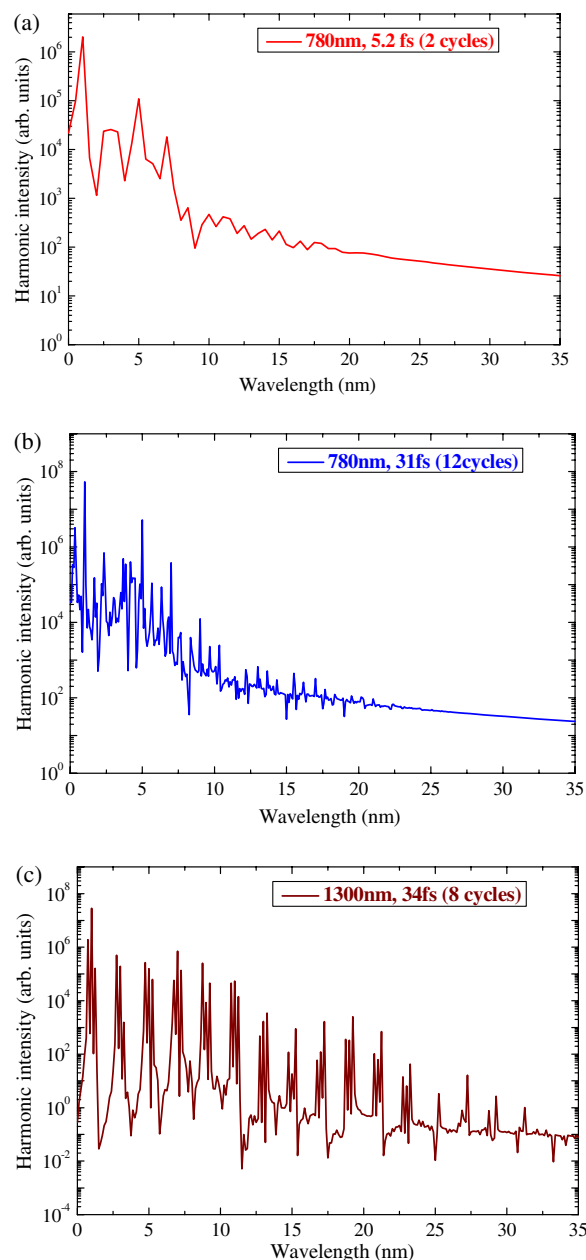 (a)
780nm, 5.2 fs (2 cycles)
Harmonic intensity (arb. units)
10^6
10^5
10^4
10^3
10^2
10^1
10^0
0 5 10 15 20 25 30 35
Wavelength (nm)
(b)
780nm, 31fs (12cycles)
Harmonic intensity (arb. units)
10^8
10^6
10^4
10^2
10^0
0 5 10 15 20 25 30 35
Wavelength (nm)
(c)
1300nm, 34fs (8 cycles)
Harmonic intensity (arb. units)
10^8
10^6
10^4
10^2
10^0
10^-2
10^-4
0 5 10 15 20 25 30 35
Wavelength (nm)